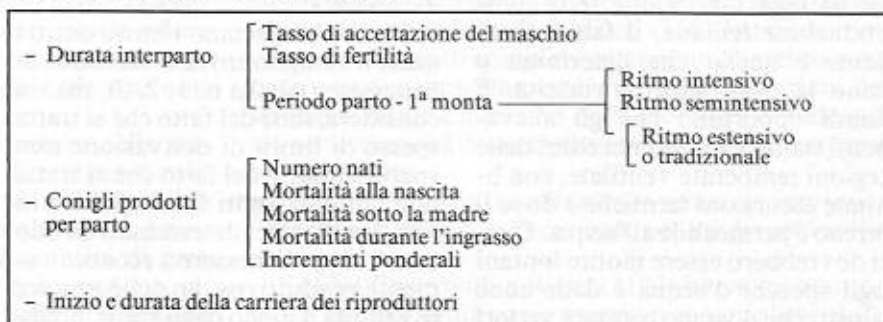 Tasso di accettazione del maschio
– Durata interparto
Tasso di fertilità
Periodo parto - 1ª monta
Ritmo intensivo
Ritmo semintensivo
Ritmo estensivo
o tradizionale
Numero nati
Mortalità alla nascita
– Conigli prodotti
per parto
Mortalità sotto la madre
Mortalità durante l'ingrasso
Incrementi ponderali
– Inizio e durata della carriera dei riproduttori